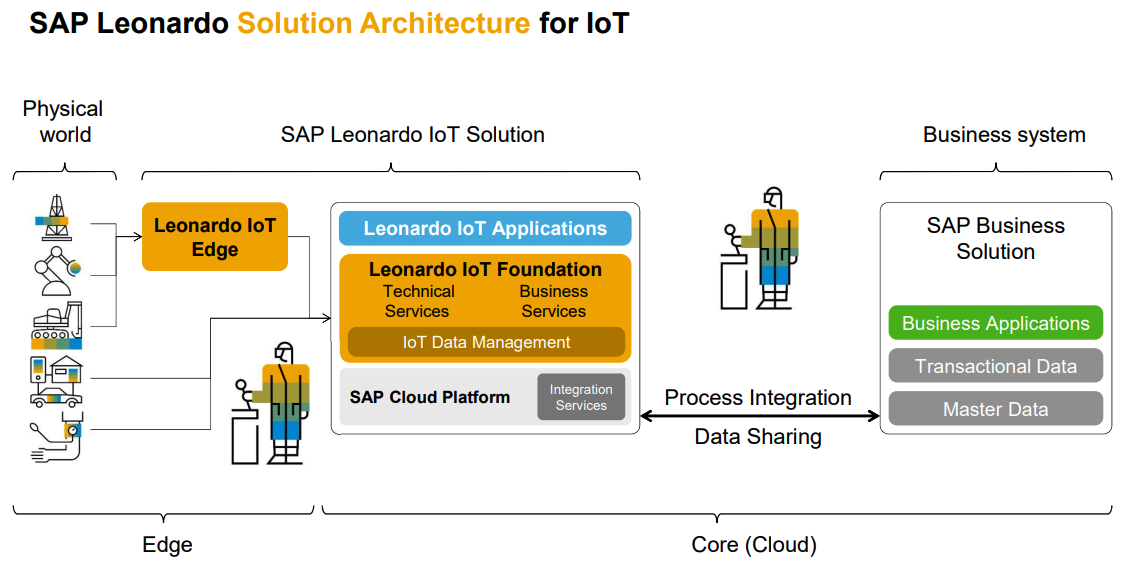 SAP Leonardo Solution Architecture for IoT
Physical
world
SAP Leonardo IoT Solution
Business system
Leonardo IoT
Edge
Leonardo IoT Applications
Leonardo IoT Foundation
Technical
Services
Business
Services
IoT Data Management
SAP Cloud Platform
Integration
Services
Process Integration
Data Sharing
SAP Business
Solution
Business Applications
Transactional Data
Master Data
Edge
Core (Cloud)